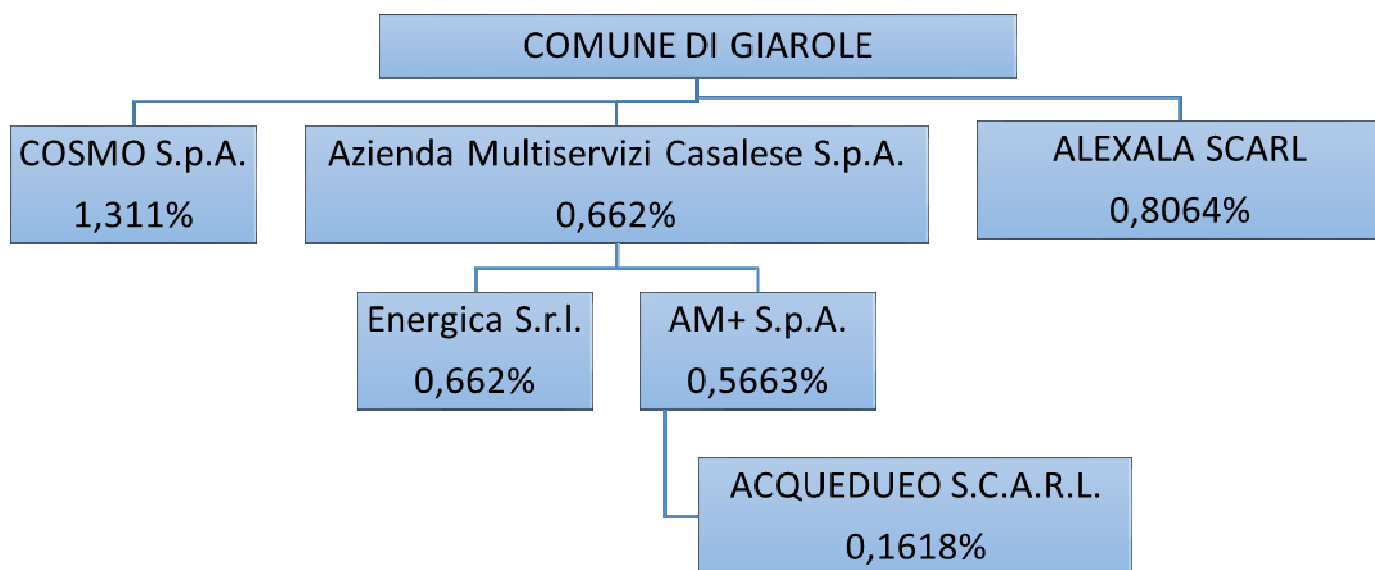 COMUNE DI GIAROLE
COSMO S.p.A.
1,311%
Azienda Multiservizi Casalese S.p.A.
0,662%
ALEXALA SCARL
0,8064%
Energica S.r.l.
0,662%
AM+ S.p.A.
0,5663%
ACQUEDUEO S.C.A.R.L.
0,1618%